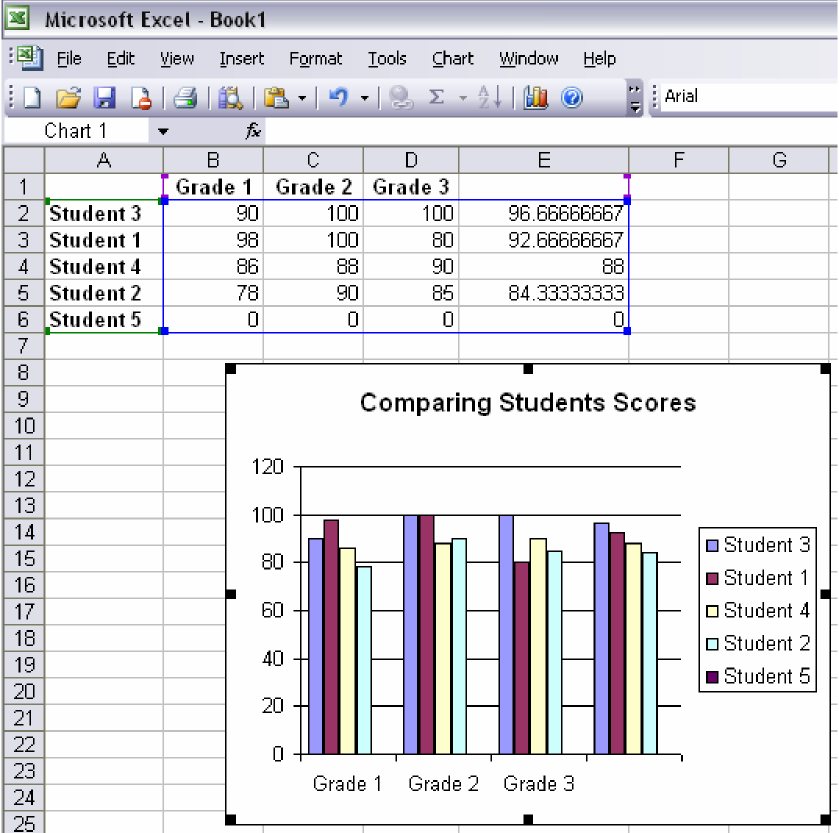 Microsoft Excel - Book1
File Edit View Insert Format Tools Chart Window Help
Σ A Z Arial
Chart 1 fx
A B C D E F G
1 Grade 1 Grade 2 Grade 3
2 Student 3 90 100 100 96.66666667
3 Student 1 98 100 80 92.66666667
4 Student 4 86 88 90 88
5 Student 2 78 90 85 84.33333333
6 Student 5 0 0 0 0
7
8
9
10
11
12
13
14
15
16
17
18
19
20
21
22
23
24
25
Comparing Students Scores
120
100
80
60
40
20
0
Grade 1 Grade 2 Grade 3
Student 3
Student 1
Student 4
Student 2
Student 5